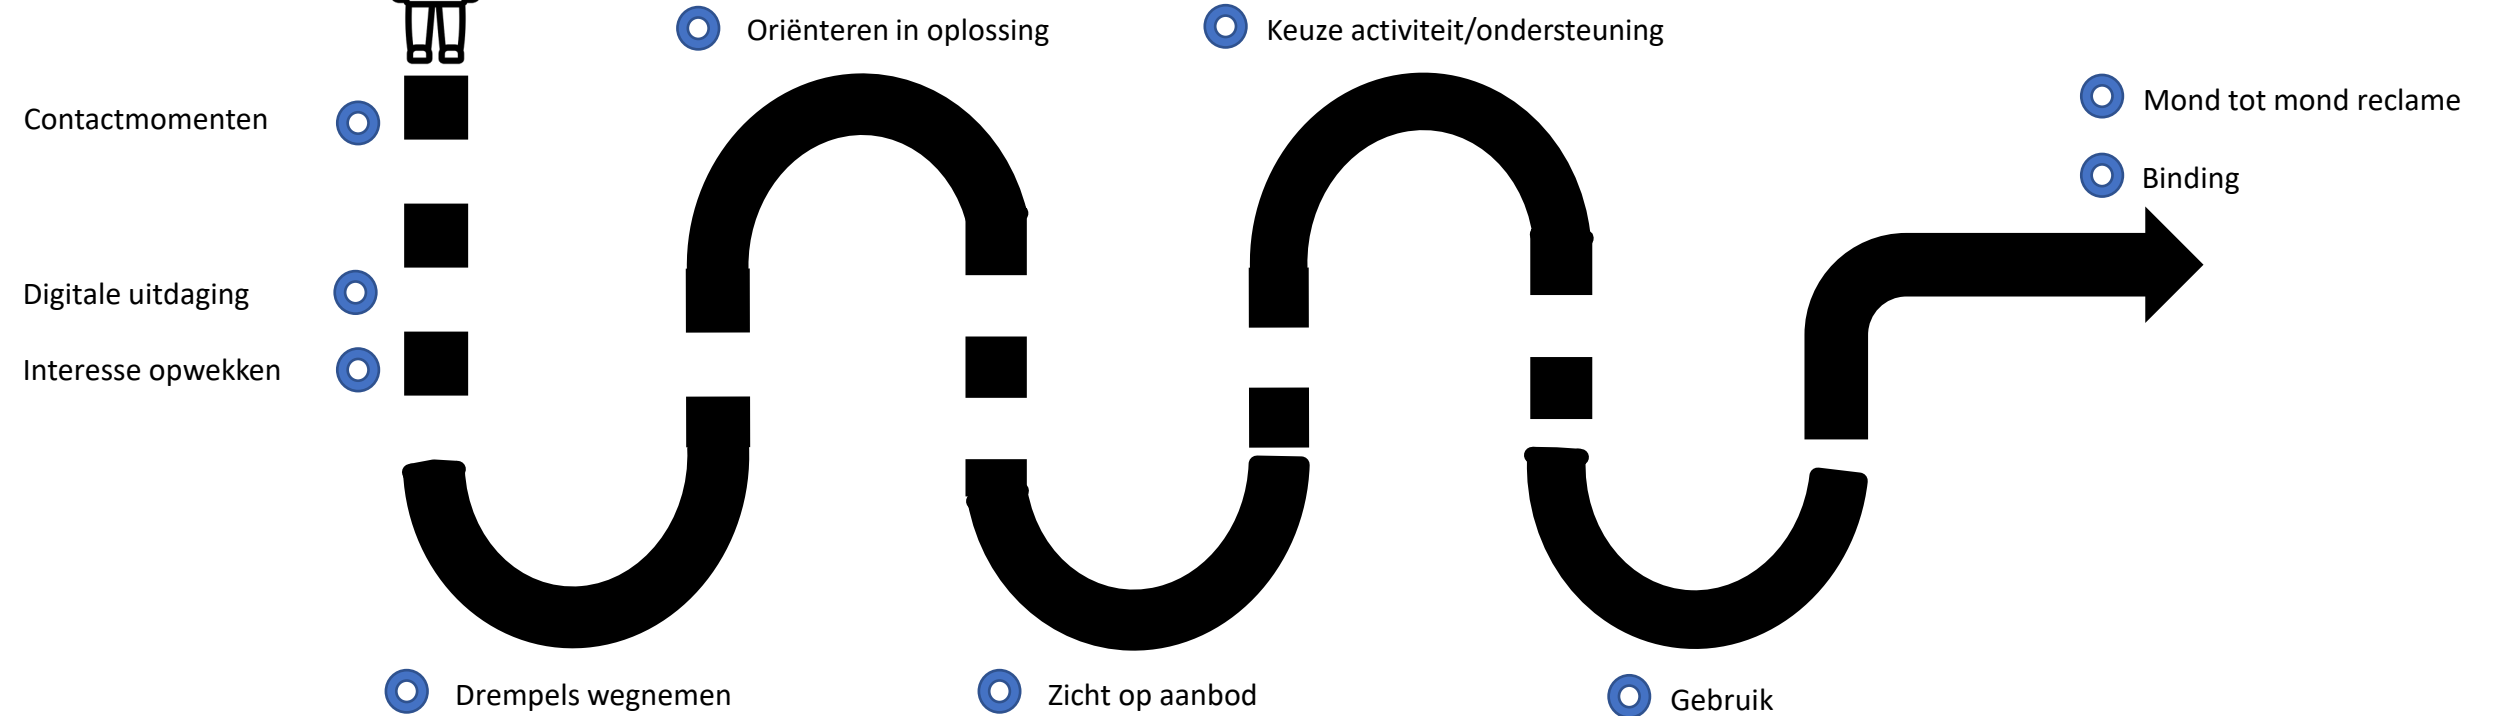 Oriënteren in oplossing
Keuze activiteit/ondersteuning
Mond tot mond reclame
Contactmomenten
Binding
Digitale uitdaging
Interesse opwekken
Drempels wegnemen
Zicht op aanbod
Gebruik